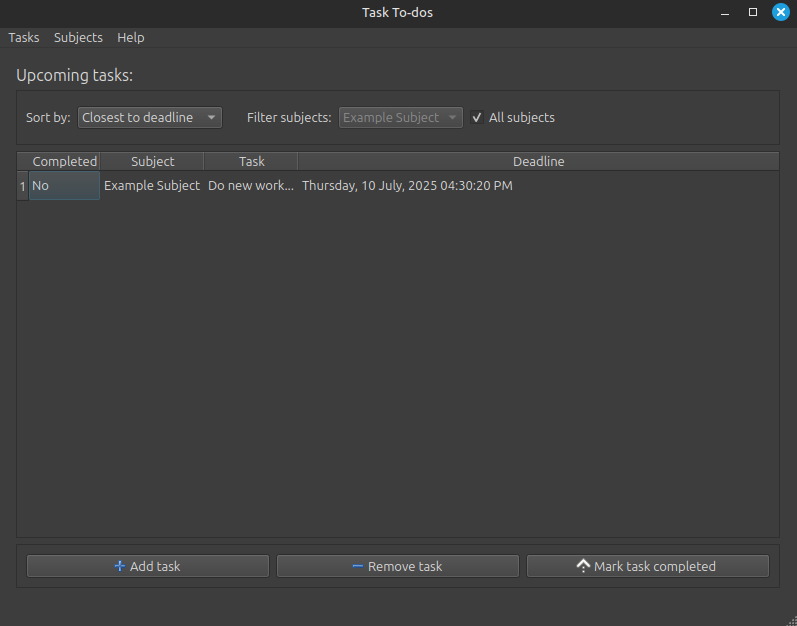 Task To-dos
Tasks Subjects Help
Upcoming tasks:
Sort by: Closest to deadline Filter subjects: Example Subject All subjects
Completed Subject Task Deadline
1 No Example Subject Do new work... Thursday, 10 July, 2025 04:30:20 PM
Add task Remove task Mark task completed